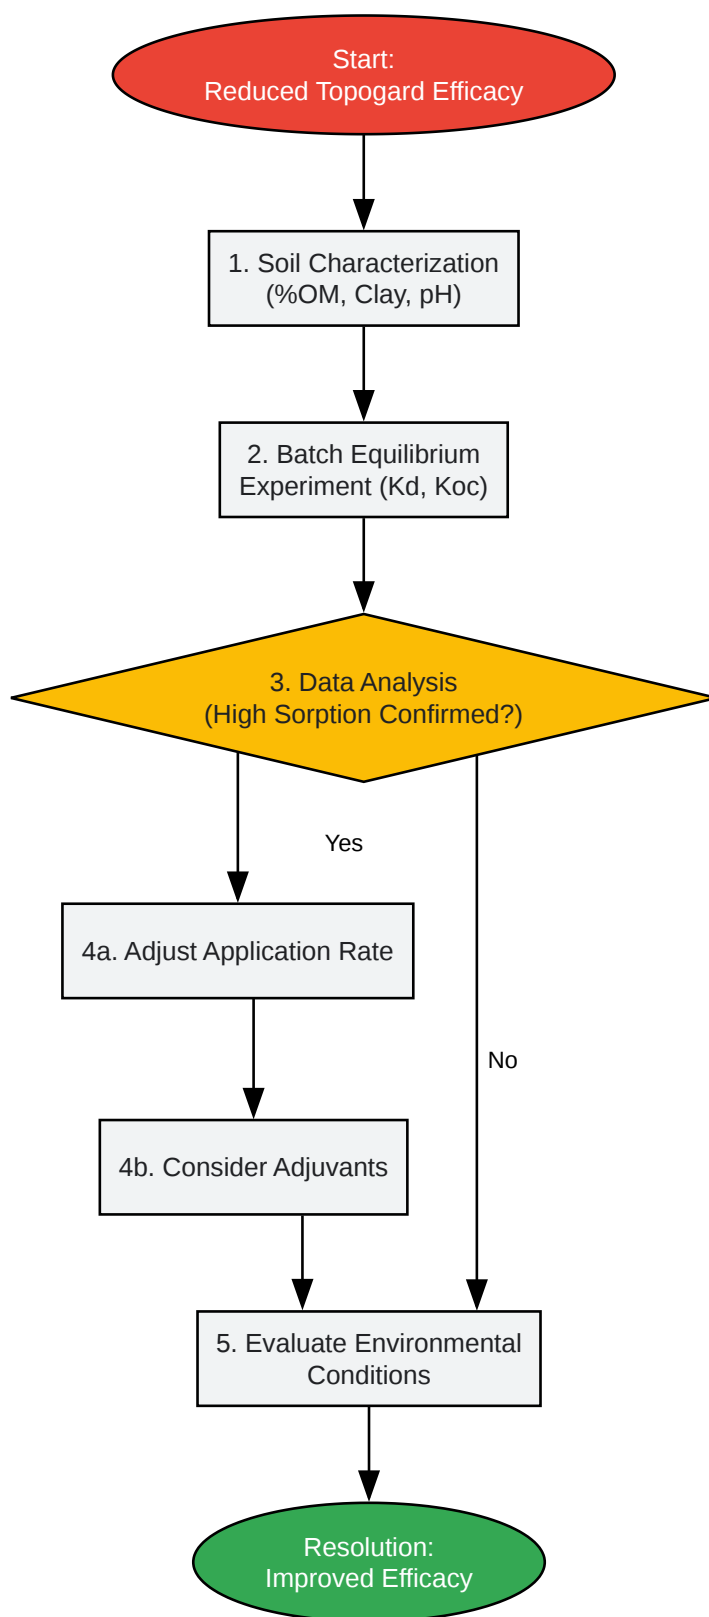 Start:
Reduced Topogard Efficacy
1. Soil Characterization
(%OM, Clay, pH)
2. Batch Equilibrium
Experiment (Kd, Koc)
3. Data Analysis
(High Sorption Confirmed?)
Yes
4a. Adjust Application Rate
No
4b. Consider Adjuvants
5. Evaluate Environmental
Conditions
Resolution:
Improved Efficacy